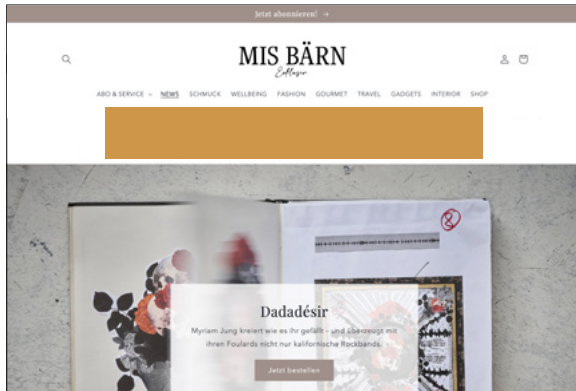 Jetzt abonnieren! →
MIS BÄRN
Exklusiv
ABO & SERVICE NEWS SCHMUCK WELLBEING FASHION GOURMET TRAVEL GADGETS INTERIOR SHOP
Dadadésir
Myriam Jung kreiert wie es ihr gefällt – und überzeugt mit
ihren Foulards nicht nur kalifornische Rockbands.
Jetzt bestellen